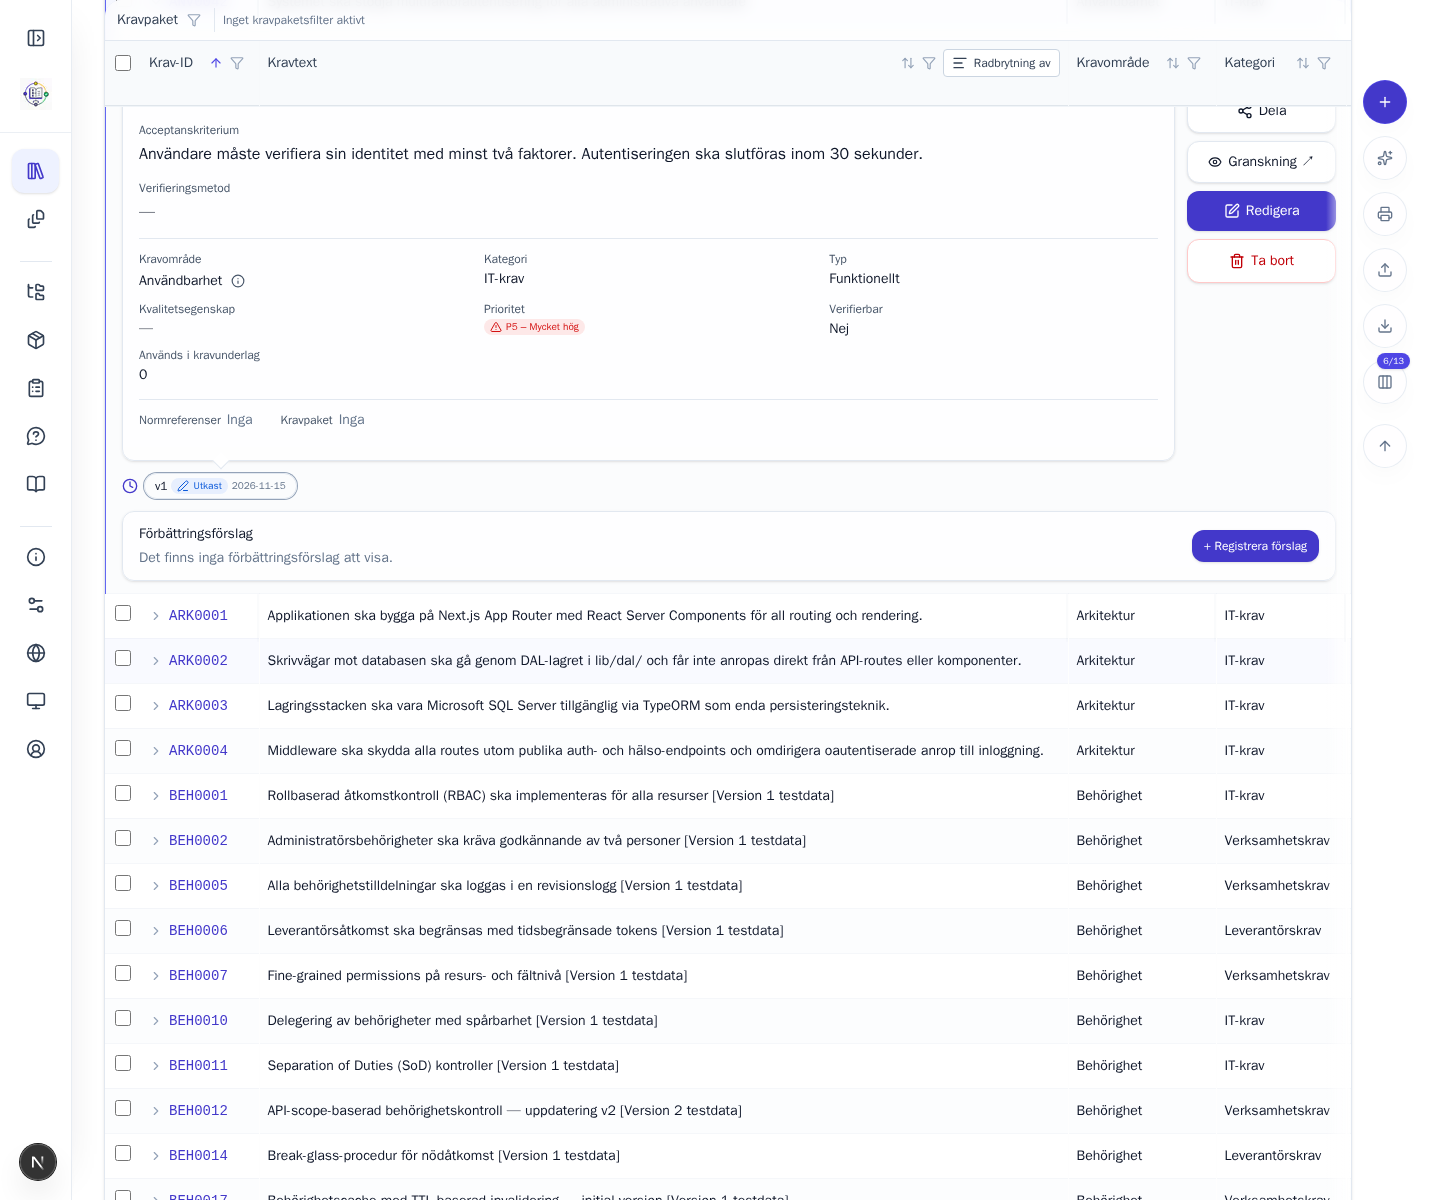 Kravpaket Inget kravpaketsfilter aktivt
Krav-ID Kravtext Radbrytning av Kravområde Kategori
Acceptanskriterium
Användare måste verifiera sin identitet med minst två faktorer. Autentiseringen ska slutföras inom 30 sekunder.
Verifieringsmetod
—
Dela
Granskning ↗
Redigera
Ta bort
Kravområde Kategori Typ
Användbarhet IT-krav Funktionellt
Kvalitetsegenskap Prioritet Verifierbar
— P5 – Mycket hög Nej
Används i kravunderlag
0
Normreferenser Inga Kravpaket Inga
v1 Utkast 2026-11-15
Förbättringsförslag
Det finns inga förbättringsförslag att visa.
+ Registrera förslag
ARK0001 Applikationen ska bygga på Next.js App Router med React Server Components för all routing och rendering. Arkitektur IT-krav
ARK0002 Skrivvägar mot databasen ska gå genom DAL-lagret i lib/dal/ och får inte anropas direkt från API-routes eller komponenter. Arkitektur IT-krav
ARK0003 Lagringsstacken ska vara Microsoft SQL Server tillgänglig via TypeORM som enda persisteringsteknik. Arkitektur IT-krav
ARK0004 Middleware ska skydda alla routes utom publika auth- och hälso-endpoints och omdirigera oautentiserade anrop till inloggning. Arkitektur IT-krav
BEH0001 Rollbaserad åtkomstkontroll (RBAC) ska implementeras för alla resurser [Version 1 testdata] Behörighet IT-krav
BEH0002 Administratörsbehörigheter ska kräva godkännande av två personer [Version 1 testdata] Behörighet Verksamhetskrav
BEH0005 Alla behörighetstilldelningar ska loggas i en revisionslogg [Version 1 testdata] Behörighet Verksamhetskrav
BEH0006 Leverantörsåtkomst ska begränsas med tidsbegränsade tokens [Version 1 testdata] Behörighet Leverantörskrav
BEH0007 Fine-grained permissions på resurs- och fältnivå [Version 1 testdata] Behörighet Verksamhetskrav
BEH0010 Delegering av behörigheter med spårbarhet [Version 1 testdata] Behörighet IT-krav
BEH0011 Separation of Duties (SoD) kontroller [Version 1 testdata] Behörighet IT-krav
BEH0012 API-scope-baserad behörighetskontroll — uppdatering v2 [Version 2 testdata] Behörighet Verksamhetskrav
BEH0014 Break-glass-procedur för nödåtkomst [Version 1 testdata] Behörighet Leverantörskrav
BEH0017 Behörighetscache med TTL-baserad invalidering — initial version [Version 1 testdata] Behörighet Verksamhetskrav
6/13
N